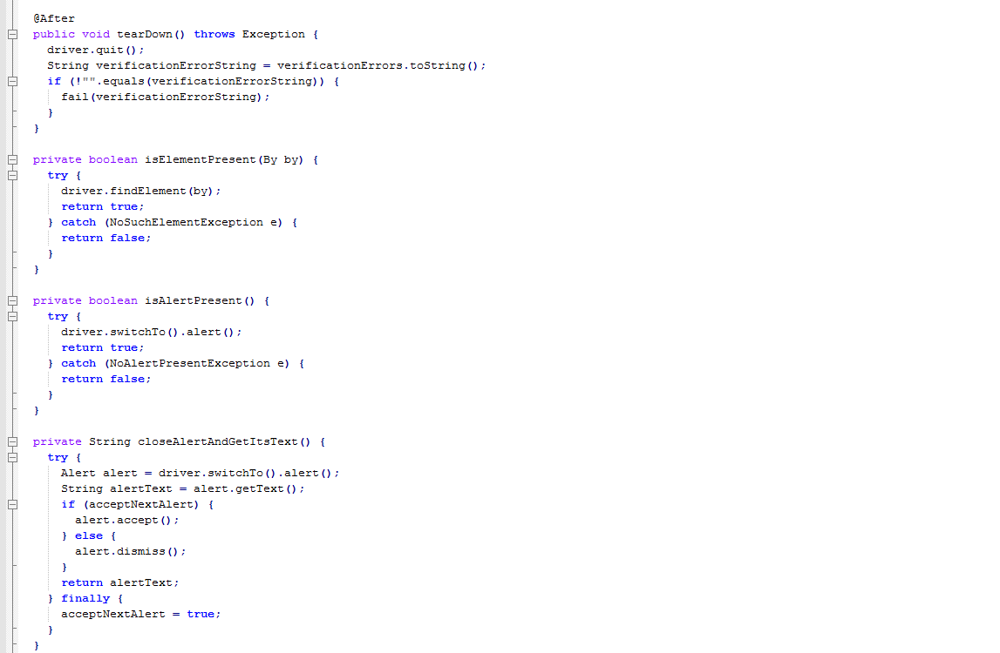 @After
public void tearDown() throws Exception {
  driver.quit();
  String verificationErrorString = verificationErrors.toString();
  if (!"".equals(verificationErrorString)) {
    fail(verificationErrorString);
  }
}

private boolean isElementPresent(By by) {
  try {
    driver.findElement(by);
    return true;
  } catch (NoSuchElementException e) {
    return false;
  }
}

private boolean isAlertPresent() {
  try {
    driver.switchTo().alert();
    return true;
  } catch (NoAlertPresentException e) {
    return false;
  }
}

private String closeAlertAndGetItsText() {
  try {
    Alert alert = driver.switchTo().alert();
    String alertText = alert.getText();
    if (acceptNextAlert) {
      alert.accept();
    } else {
      alert.dismiss();
    }
    return alertText;
  } finally {
    acceptNextAlert = true;
  }
}